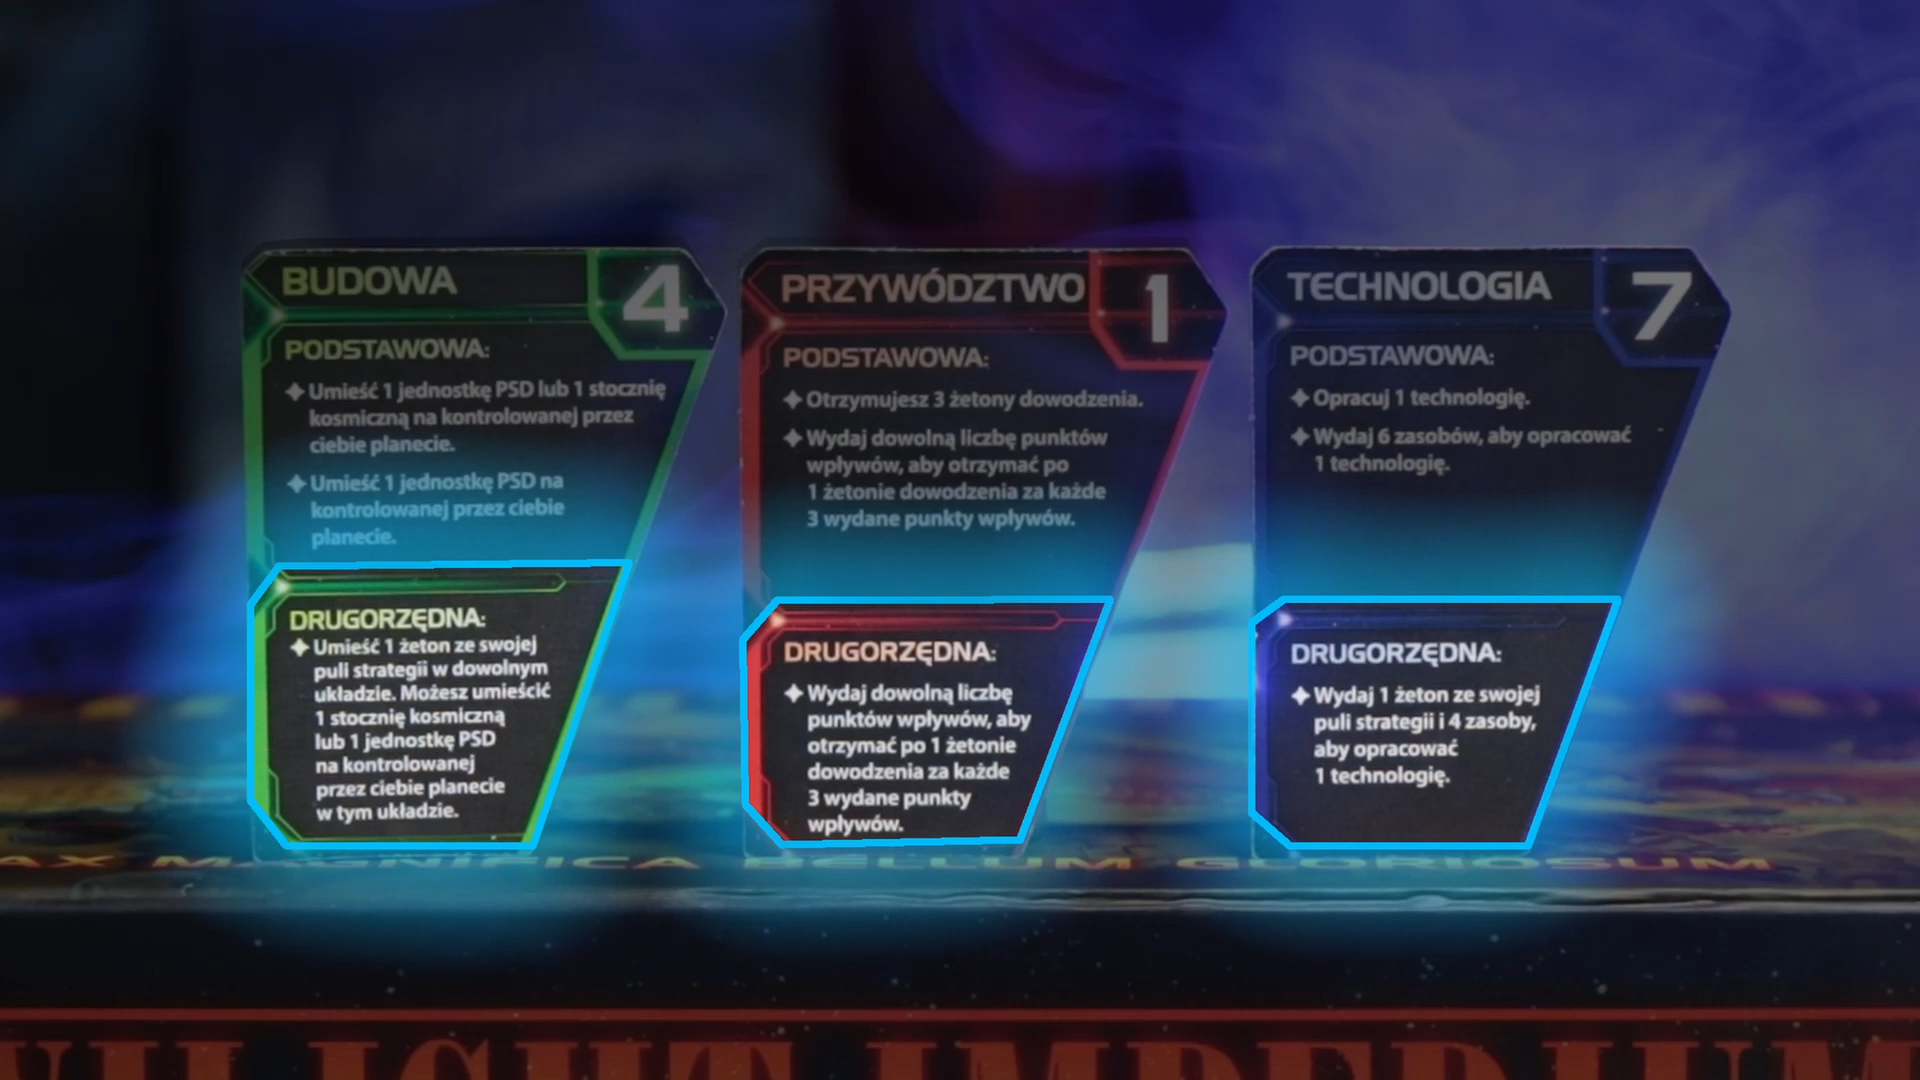 BUDOWA
4
PODSTAWOWA:
Umieść 1 jednostkę PSD lub 1 stocznię
kosmiczną na kontrolowanej przez
ciebie planecie.
Umieść 1 jednostkę PSD na
kontrolowanej przez ciebie
planecie.
DRUGORZĘDNA:
Umieść 1 żeton ze swojej
puli strategii w dowolnym
układzie. Możesz umieścić
1 stocznię kosmiczną
lub 1 jednostkę PSD
na kontrolowanej
przez ciebie planecie
w tym układzie.
PRZYWÓDZTWO
1
PODSTAWOWA:
Otrzymujesz 3 żetony dowodzenia.
Wydaj dowolną liczbę punktów
wpływów, aby otrzymać po
1 żetonie dowodzenia za każde
3 wydane punkty wpływów.
DRUGORZĘDNA:
Wydaj dowolną liczbę
punktów wpływów, aby
otrzymać po 1 żetonie
dowodzenia za każde
3 wydane punkty
wpływów.
TECHNOLOGIA
7
PODSTAWOWA:
Opracuj 1 technologię.
Wydaj 6 zasobów, aby opracować
1 technologię.
DRUGORZĘDNA:
Wydaj 1 żeton ze swojej
puli strategii i 4 zasoby,
aby opracować
1 technologię.
BELLUM GLORIOSUM
IMPERIUM